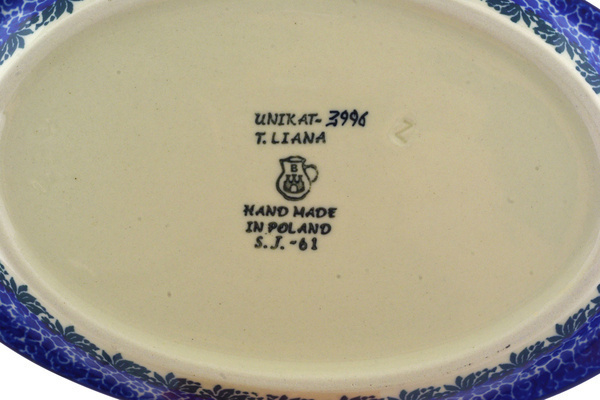 UNIKAT-3996
T. LIANA
B
HAND MADE
IN POLAND
S.J.-61